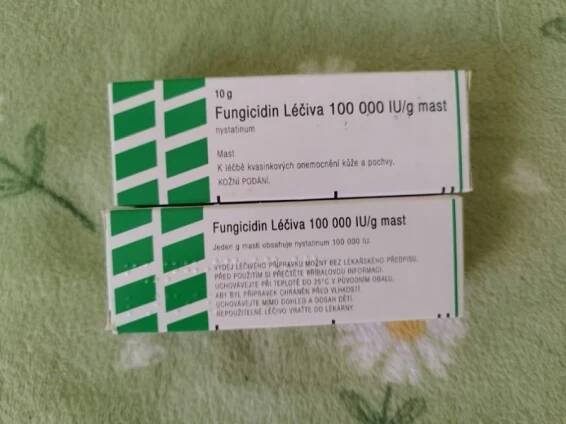 10 g
Fungicidin Léčiva 100 000 IU/g mast
nystatinum
Mast
K léčbě kvasinkových onemocnění kůže a pochvy.
KOŽNÍ PODÁNÍ.
Fungicidin Léčiva 100 000 IU/g mast
Jeden g masti obsahuje nystatinum 100 000 IU.
VÝDEJ LÉČIVÉHO PŘÍPRAVKU MOŽNÝ BEZ LÉKAŘSKÉHO PŘEDPISU.
PŘED POUŽITÍM SI PŘEČTĚTE PŘÍBALOVOU INFORMACI.
UCHOVÁVEJTE PŘI TEPLOTĚ DO 25°C V PŮVODNÍM OBALU,
ABY BYL PŘÍPRAVEK CHRÁNĚN PŘED VLHKOSTÍ.
UCHOVÁVEJTE MIMO DOHLED A DOSAH DĚTÍ.
NEPOUŽITELNÉ LÉČIVO VRAŤTE DO LÉKÁRNY.